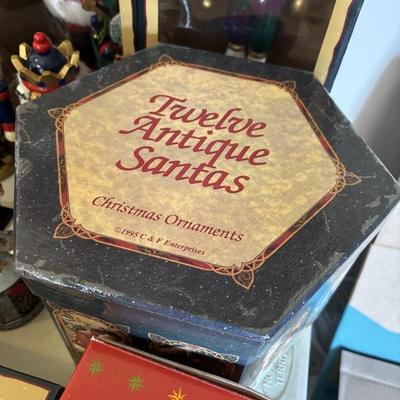 Twelve
Antique
Santas
Christmas Ornaments
©1995 C & F Enterprises